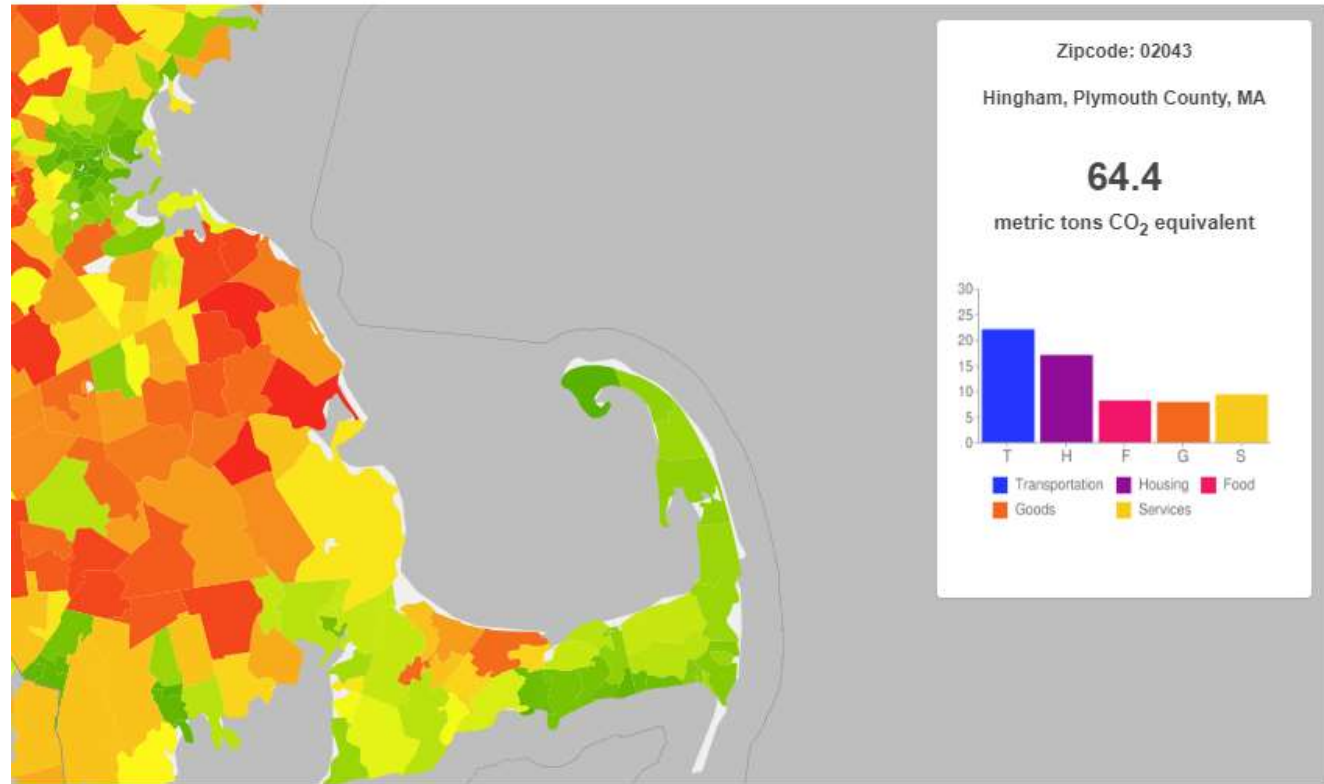 Zipcode: 02043
Hingham, Plymouth County, MA
64.4
metric tons CO₂ equivalent
30
25
20
15
10
5
0
T H F G S
Transportation Housing Food
Goods Services